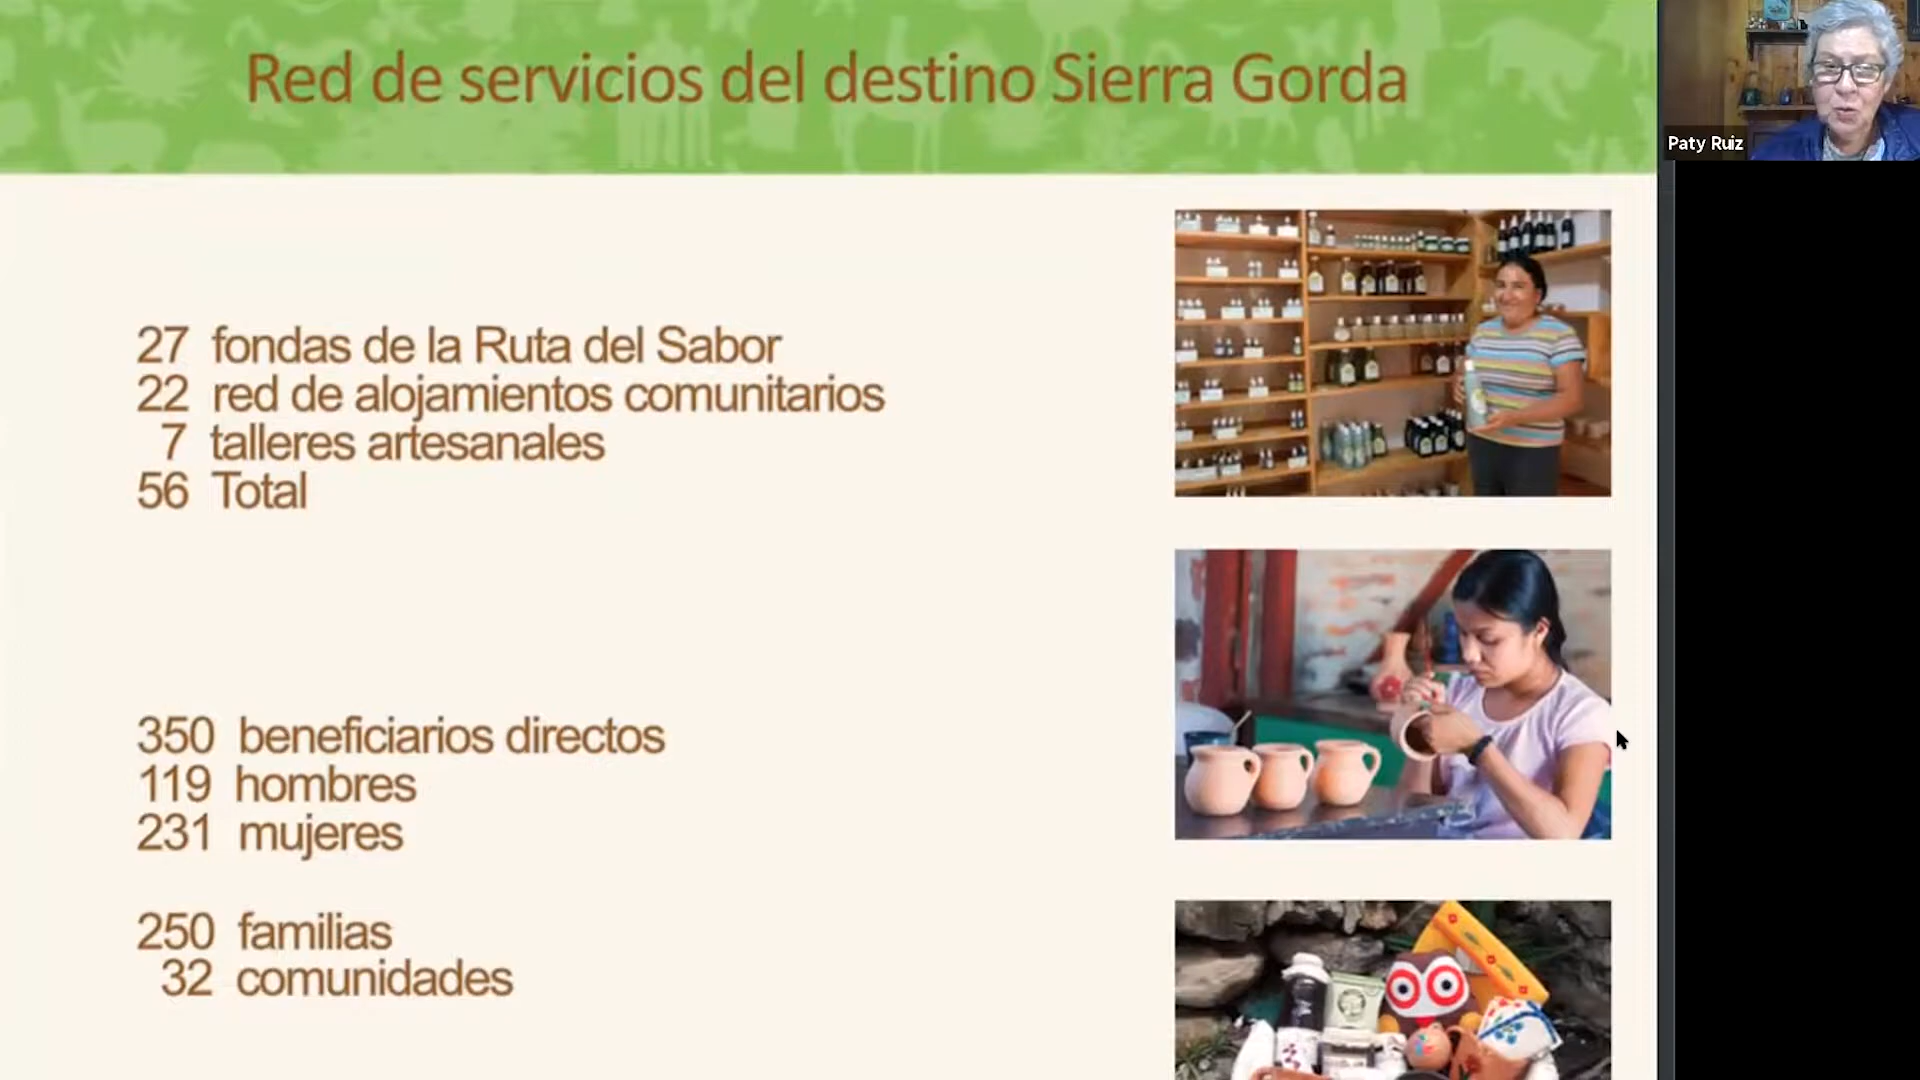 Red de servicios del destino Sierra Gorda
Paty Ruiz
27 fondas de la Ruta del Sabor
22 red de alojamientos comunitarios
7 talleres artesanales
56 Total
350 beneficiarios directos
119 hombres
231 mujeres
250 familias
32 comunidades